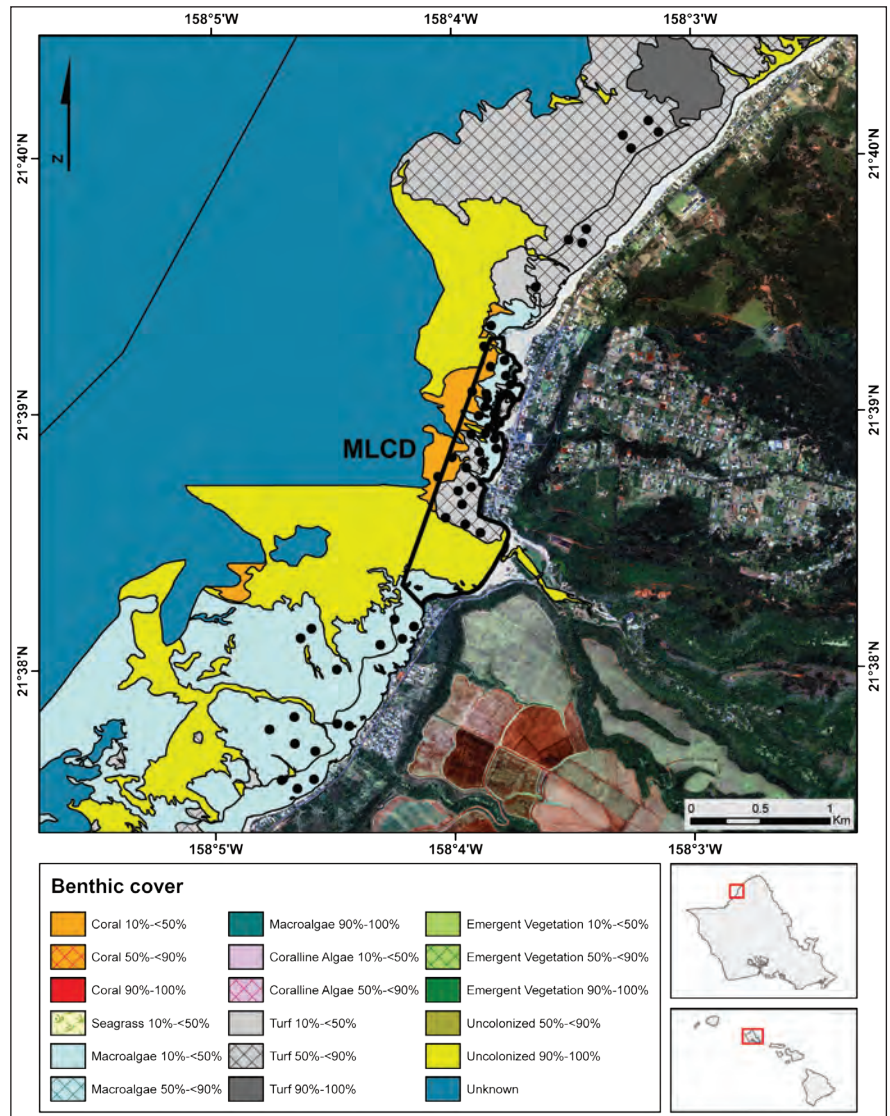 158°5'W 158°4'W 158°3'W
N
21°40'N 21°40'N
21°39'N 21°39'N
MLCD
21°38'N 21°38'N
0 0.5 1
Km
158°5'W 158°4'W 158°3'W
Benthic cover
Coral 10%-<50%
Coral 50%-<90%
Coral 90%-100%
Seagrass 10%-<50%
Macroalgae 10%-<50%
Macroalgae 50%-<90%
Macroalgae 90%-100%
Coralline Algae 10%-<50%
Coralline Algae 50%-<90%
Turf 10%-<50%
Turf 50%-<90%
Turf 90%-100%
Emergent Vegetation 10%-<50%
Emergent Vegetation 50%-<90%
Emergent Vegetation 90%-100%
Uncolonized 50%-<90%
Uncolonized 90%-100%
Unknown